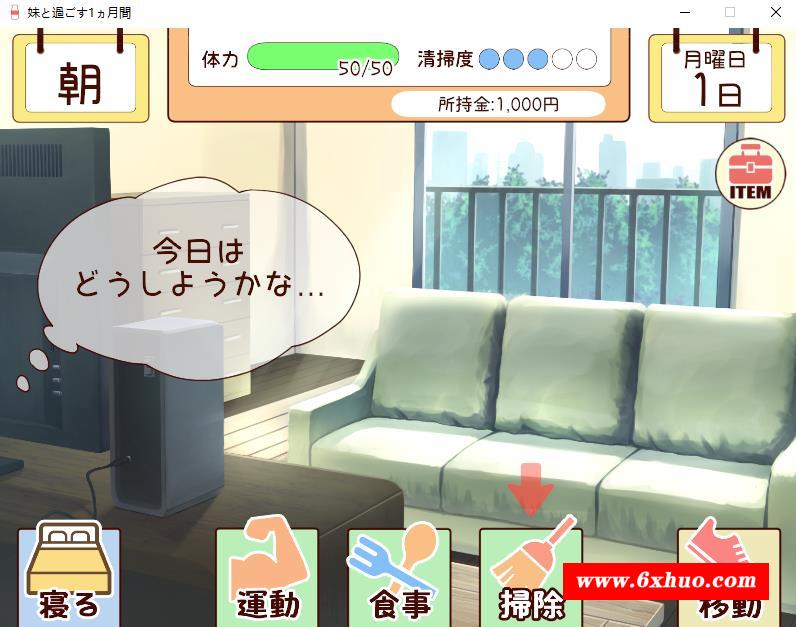 妹と過ごす1ヵ月間
朝
体力
50/50
清掃度
所持金:1,000円
月曜日
1日
ITEM
今日は
どうしようかな...
寝る
運動
食事
掃除
移動
www.6xhuo.com